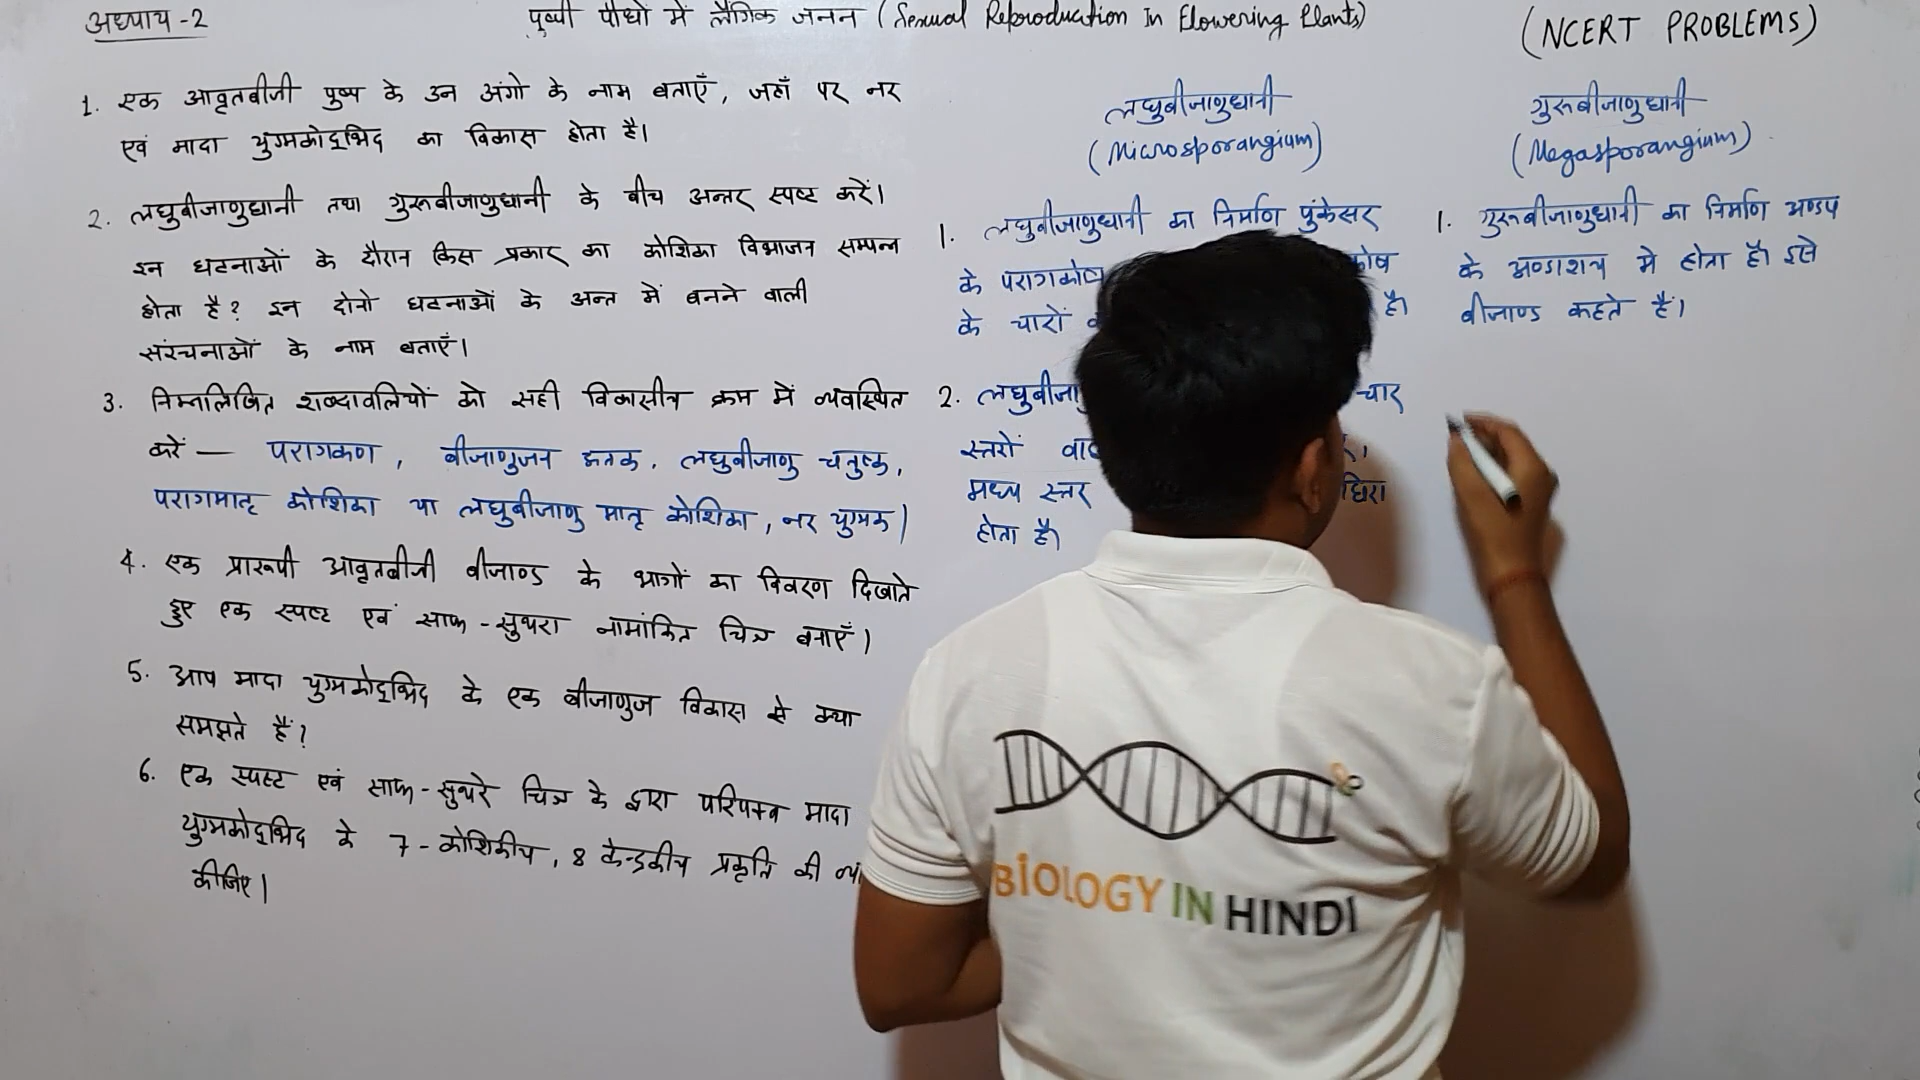 अध्याय -2
पुष्पी पौधों में लैंगिक जनन (Sexual Reproduction In Flowering Plants)
(NCERT PROBLEMS)
1. एक आवृतबीजी पुष्प के उन अंगो के नाम बताएँ, जहाँ पर नर
एवं मादा युग्मकोद्भिद का विकास होता है।
2. लघुबीजाणुधानी तथा गुरुबीजाणुधानी के बीच अन्तर स्पष्ट करें।
इन घटनाओं के दौरान किस प्रकार का कोशिका विभाजन सम्पन्न
होता है? इन दोनो घटनाओं के अन्त में बनने वाली
संरचनाओं के नाम बताएँ।
3. निम्नलिखित शब्दावलियों को सही विकासीय क्रम में व्यवस्थित
करें — परागकण, बीजाणुजन ऊतक, लघुबीजाणु चतुष्क,
परागमातृ कोशिका या लघुबीजाणु मातृ कोशिका, नर युग्मक।
4. एक प्रारूपी आवृतबीजी बीजाण्ड के भागों का विवरण दिखाते
हुए एक स्पष्ट एवं साफ-सुथरा नामांकित चित्र बनाएँ।
5. आप मादा युग्मकोद्भिद के एक बीजाणुज विकास से क्या
समझते हैं?
6. एक स्पष्ट एवं साफ-सुथरे चित्र के द्वारा परिपक्व मादा
युग्मकोद्भिद के 7-कोशिकीय, 8 केन्द्रकीय प्रकृति की
कीजिए।
लघुबीजाणुधानी
(Microsporangium)
1. लघुबीजाणुधानी का निर्माण पुंकेसर
के परागकोष
के चारों है।
2. चार
स्तरों
मध्य स्तर घिरा
होता है।
गुरुबीजाणुधानी
(Megasporangium)
1. गुरुबीजाणुधानी का निर्माण अण्डप
के अण्डाशय मे होता है। इसे
बीजाण्ड कहते हैं।
BIOLOGY IN HINDI